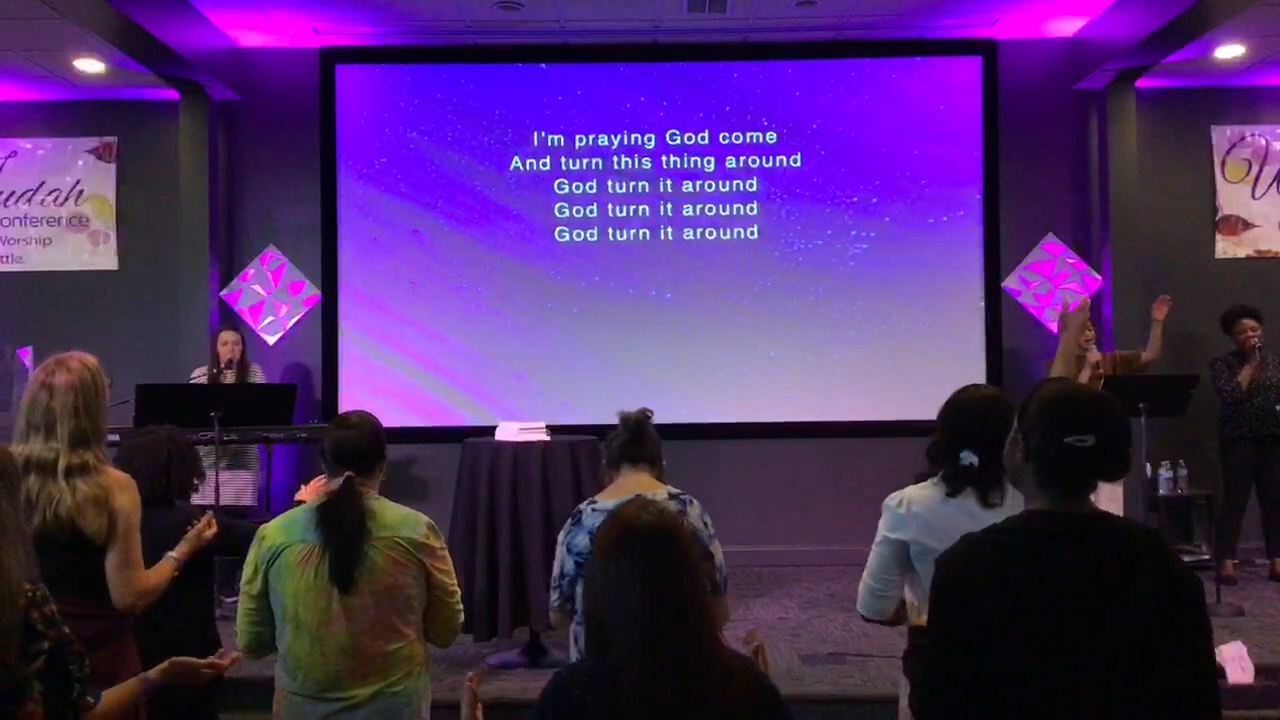 I'm praying God come
And turn this thing around
God turn it around
God turn it around
God turn it around
udah
onference
Worship
ttle.